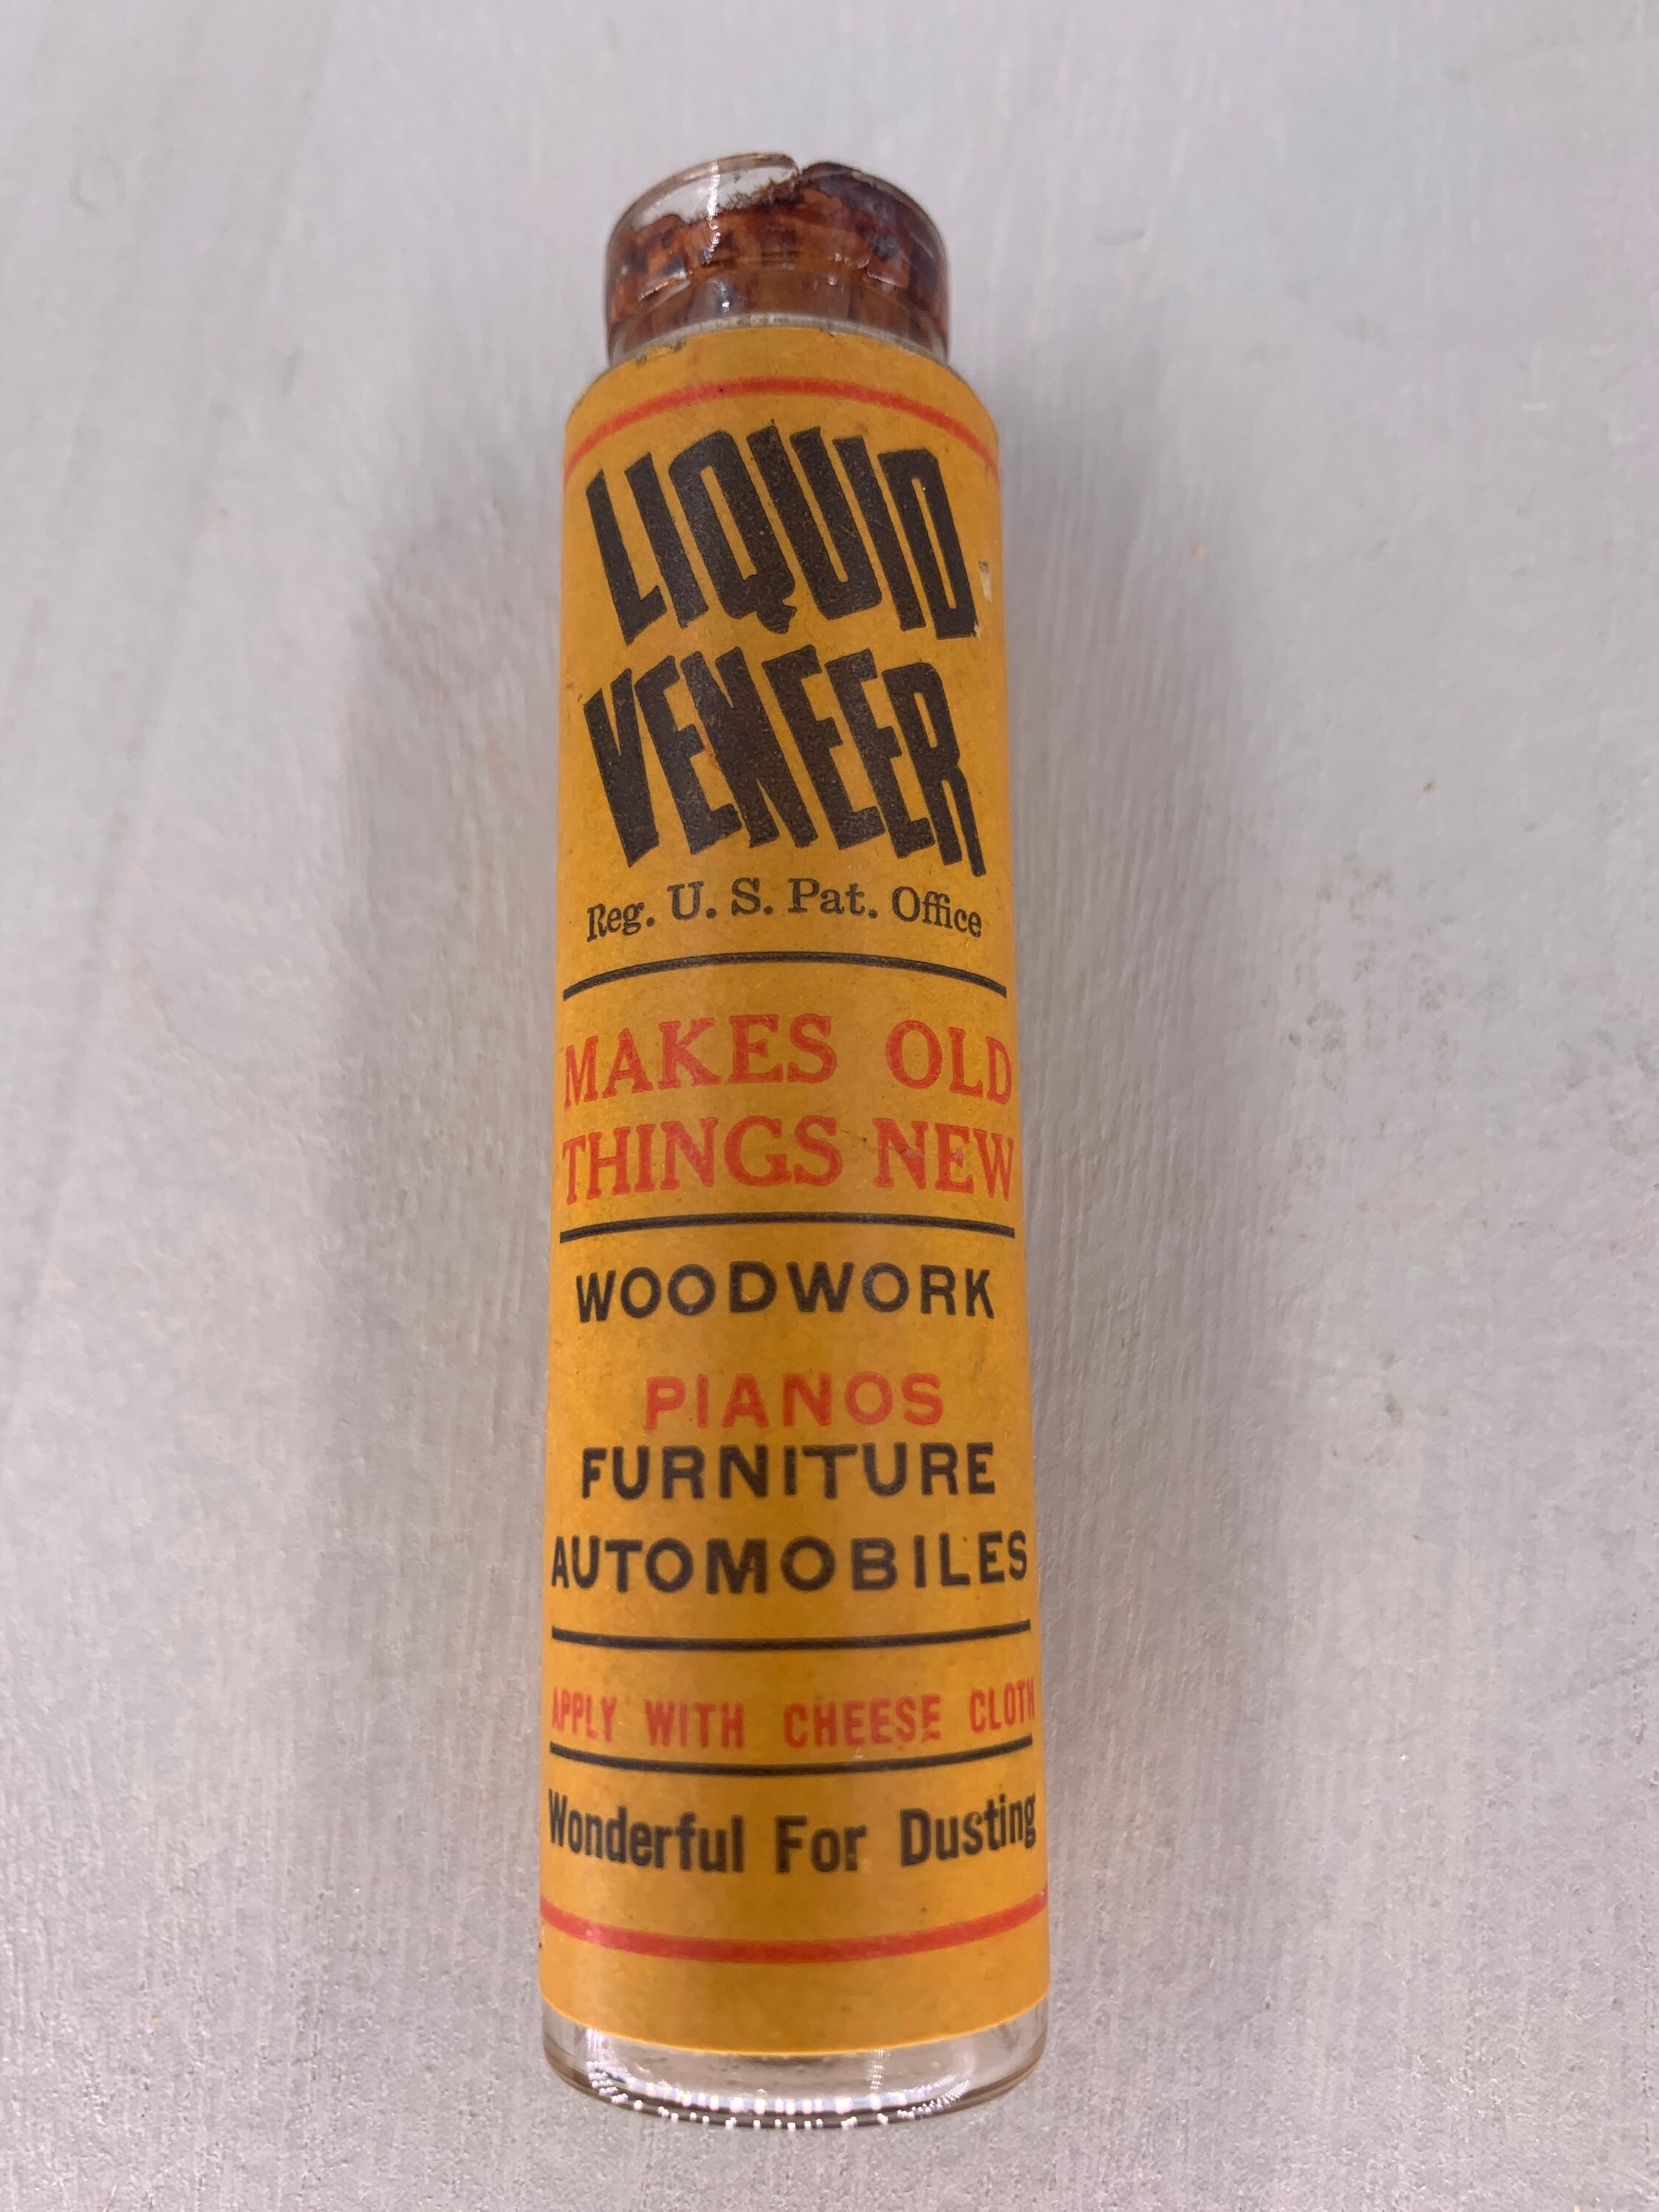 LIQUID
VENEER
Reg. U. S. Pat. Office
MAKES OLD
THINGS NEW
WOODWORK
PIANOS
FURNITURE
AUTOMOBILES
APPLY WITH CHEESE CLOTH
Wonderful For Dusting